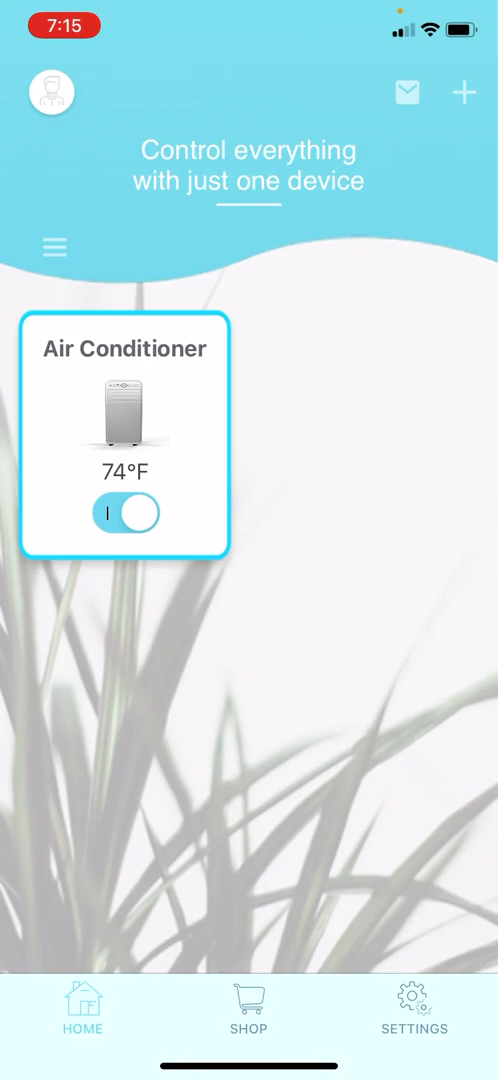 7:15
Control everything
with just one device
Air Conditioner
74°F
HOME
SHOP
SETTINGS